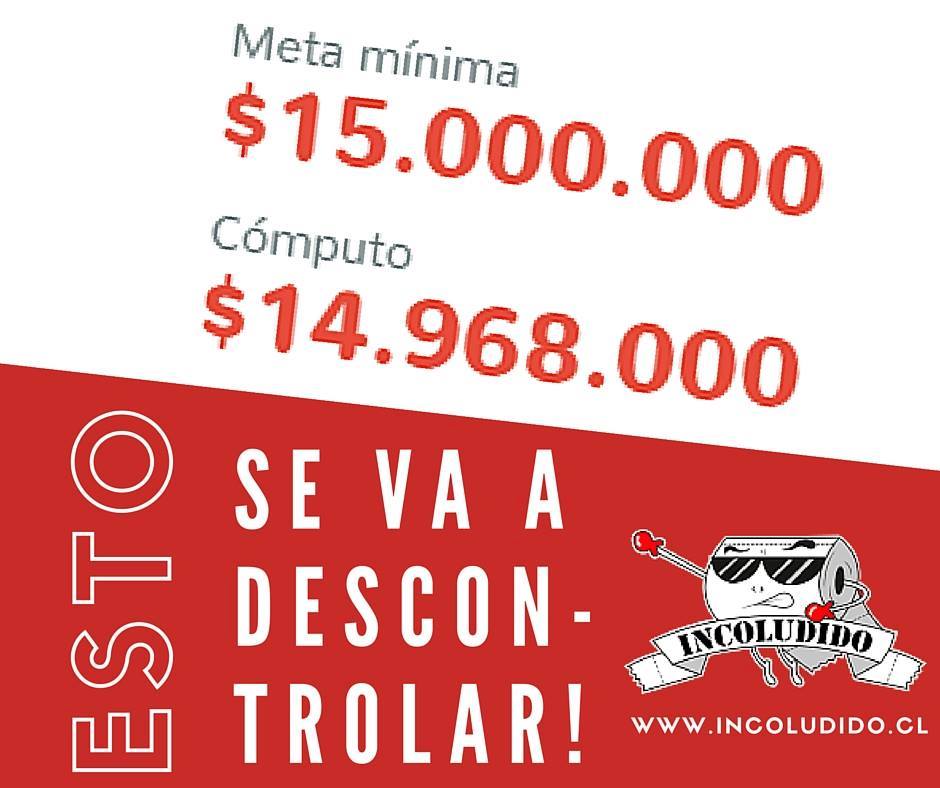 Meta mínima
$15.000.000
Cómputo
$14.968.000
ESTO
SE VA A
DESCON-
TROLAR!
INCOLUDIDO
WWW.INCOLUDIDO.CL